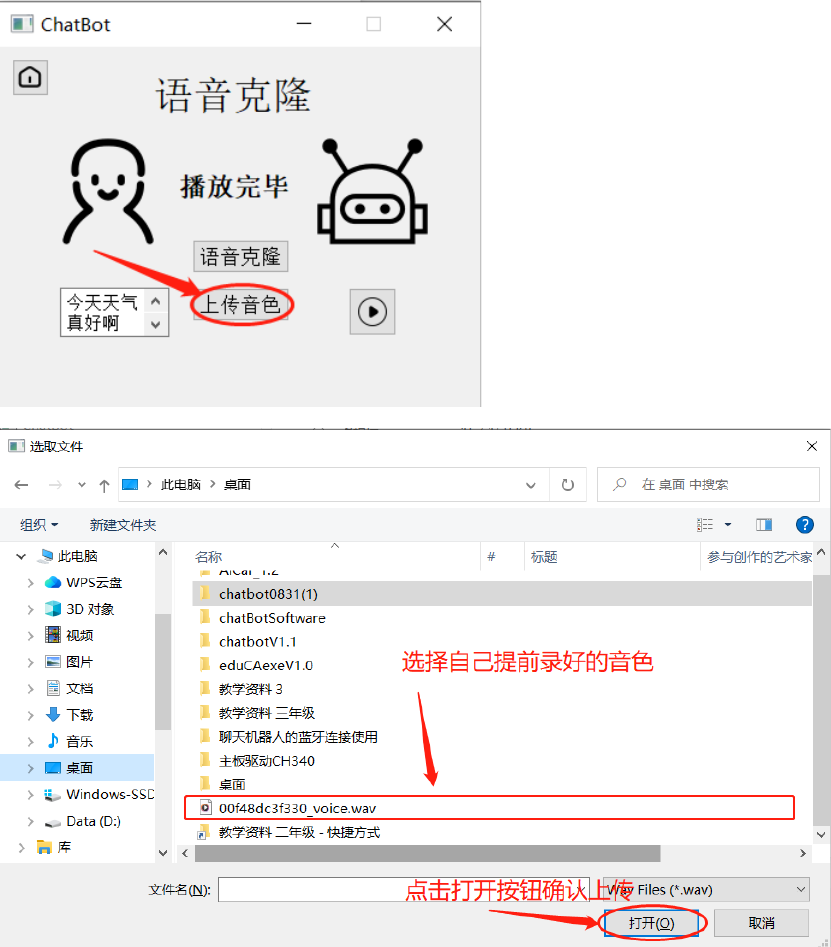 ChatBot
语音克隆
播放完毕
语音克隆
上传音色
今天天气
真好啊
选取文件
此电脑 桌面
在 桌面 中搜索
组织 新建文件夹
此电脑
WPS云盘
3D 对象
视频
图片
文档
下载
音乐
桌面
Windows-SSD
Data (D:)
库
名称 # 标题 参与创作的艺术家
AiCar_1.2
chatbot0831(1)
chatBotSoftware
chatbotV1.1
eduCAexeV1.0
教学资料 3
教学资料 三年级
聊天机器人的蓝牙连接使用
主板驱动CH340
桌面
00f48dc3f330_voice.wav
教学资料 二年级 - 快捷方式
选择自己提前录好的音色
文件名(N):
点击打开按钮确认上传
Wav Files (*.wav)
打开(O) 取消